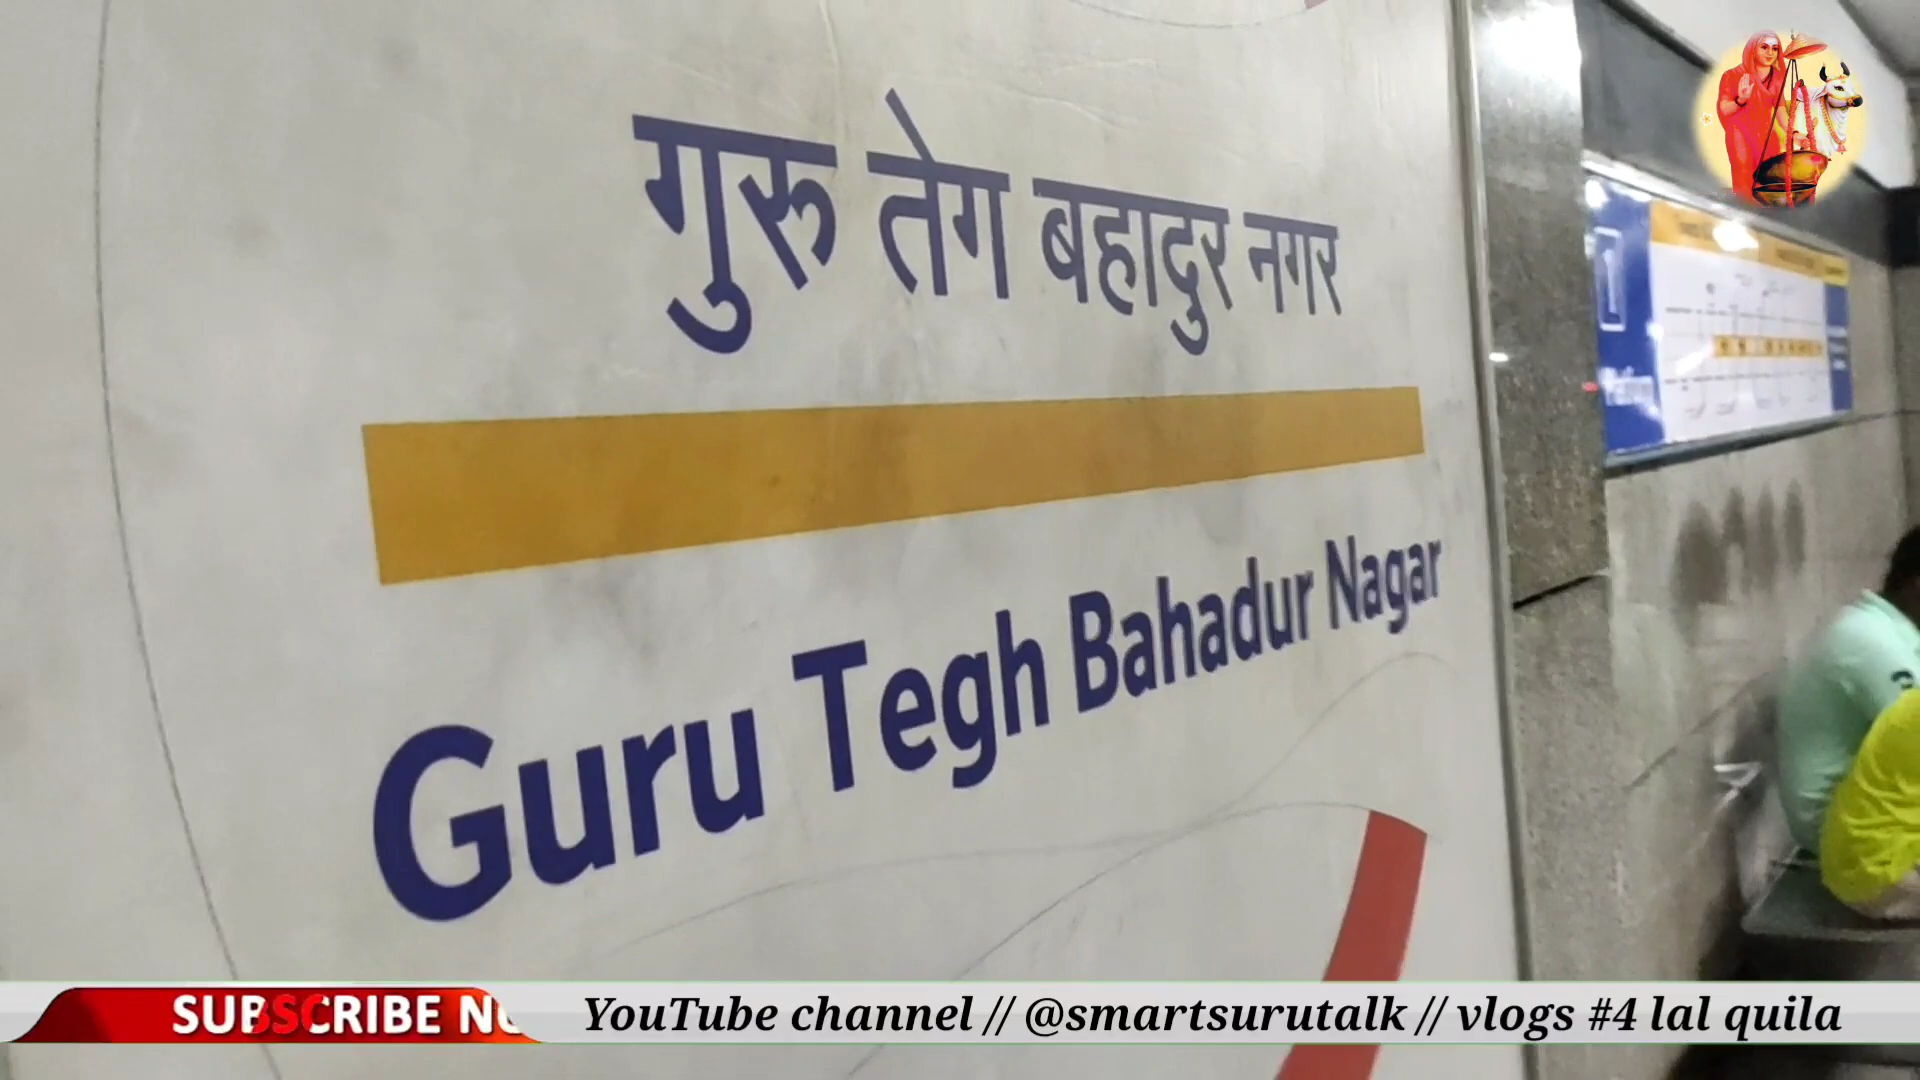 गुरु तेग बहादुर नगर
Guru Tegh Bahadur Nagar
SUBSCRIBE
YouTube channel // @smartsurutalk // vlogs #4 lal quila